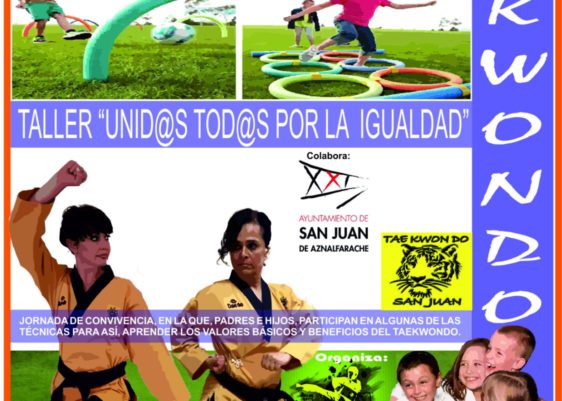 TALLER “UNID@S TOD@S POR LA IGUALDAD”
KWONDO
Colabora:
XXI
AYUNTAMIENTO DE
SAN JUAN
DE AZNALFARACHE
TAE KWON DO
SAN JUAN
JORNADA DE CONVIVENCIA, EN LA QUE, PADRES E HIJOS, PARTICIPAN EN ALGUNAS DE LAS
TÉCNICAS PARA ASÍ, APRENDER LOS VALORES BÁSICOS Y BENEFICIOS DEL TAEKWONDO.
Organiza: